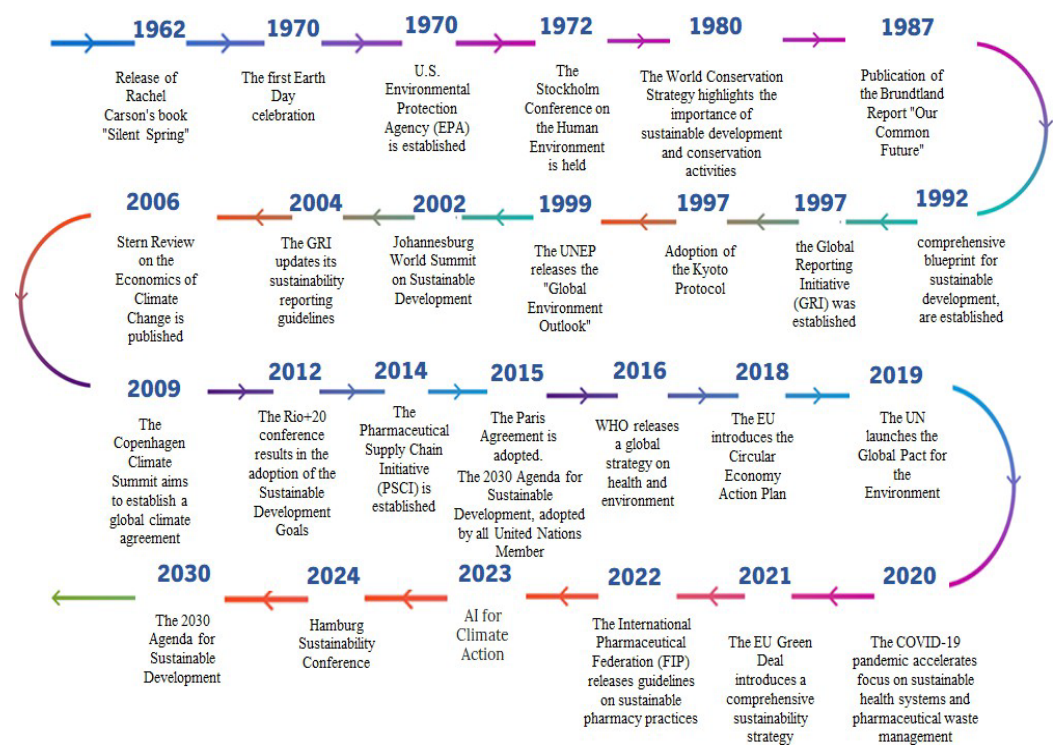 1962
Release of
Rachel
Carson's book
"Silent Spring"
1970
The first Earth
Day
celebration
1970
U.S.
Environmental
Protection
Agency (EPA)
is established
1972
The
Stockholm
Conference on
the Human
Environment is
is held
1980
The World Conservation
Strategy highlights the
importance of
sustainable development
and conservation
activities
1987
Publication of
the Brundtland
Report "Our
Common
Future"
1992
comprehensive
blueprint for
sustainable
development,
are established
1997
the Global
Reporting
Initiative
(GRI) was
established
1997
Adoption of
the Kyoto
Protocol
1999
The UNEP
releases the
"Global
Environment
Outlook"
2002
Johannesburg
World Summit
on Sustainable
Development
2004
The GRI
updates its
sustainability
reporting
guidelines
2006
Stern Review
on the
Economics of
Climate
Change is
published
2009
The
Copenhagen
Climate
Summit aims
to establish a
global climate
agreement
2012
The Rio+20
conference
results in the
adoption of the
Sustainable
Development
Goals
2014
The
Pharmaceutical
Supply Chain
Initiative
(PSCI) is
established
2015
The Paris
Agreement is
adopted.
The 2030 Agenda for
Sustainable
Development, adopted
by all United Nations
Member
2016
WHO releases
a global
strategy on
health and
environment
2018
The EU
introduces the
Circular
Economy
Action Plan
2019
The UN
launches the
Global Pact for
the
Environment
2020
The COVID-19
pandemic accelerates
focus on sustainable
health systems and
pharmaceutical waste
management
2021
The EU Green
Deal
introduces a
comprehensive
sustainability
strategy
2022
The International
Pharmaceutical
Federation (FIP)
releases guidelines
on sustainable
pharmacy practices
2023
AI for
Climate
Action
2024
Hamburg
Sustainability
Conference
2030
The 2030
Agenda for
Sustainable
Development